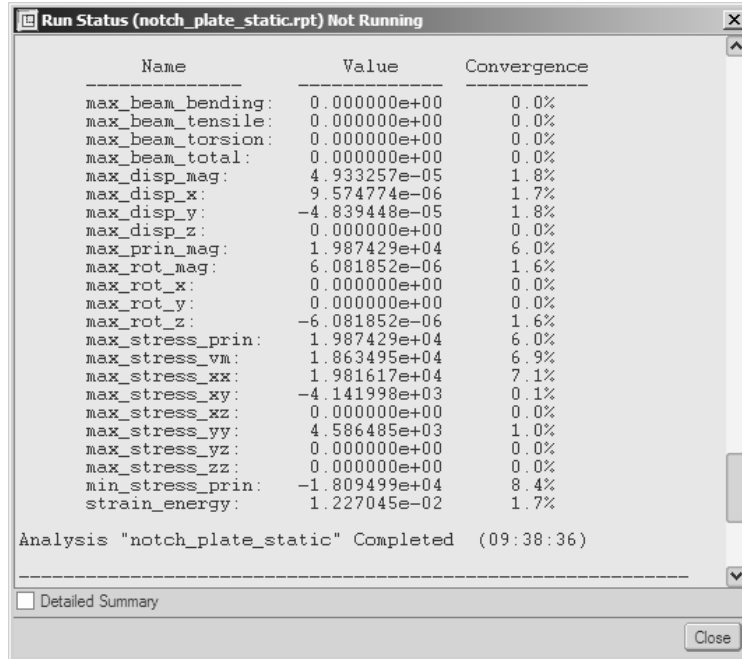 Run Status (notch_plate_static.rpt) Not Running
Name Value Convergence
-------------- ------------- -----------
max_beam_bending: 0.000000e+00 0.0%
max_beam_tensile: 0.000000e+00 0.0%
max_beam_torsion: 0.000000e+00 0.0%
max_beam_total: 0.000000e+00 0.0%
max_disp_mag: 4.933257e-05 1.8%
max_disp_x: 9.574774e-06 1.7%
max_disp_y: -4.839448e-05 1.8%
max_disp_z: 0.000000e+00 0.0%
max_prin_mag: 1.987429e+04 6.0%
max_rot_mag: 6.081852e-06 1.6%
max_rot_x: 0.000000e+00 0.0%
max_rot_y: 0.000000e+00 0.0%
max_rot_z: -6.081852e-06 1.6%
max_stress_prin: 1.987429e+04 6.0%
max_stress_vm: 1.863495e+04 6.9%
max_stress_xx: 1.981617e+04 7.1%
max_stress_xy: -4.141998e+03 0.1%
max_stress_xz: 0.000000e+00 0.0%
max_stress_yy: 4.586485e+03 1.0%
max_stress_yz: 0.000000e+00 0.0%
max_stress_zz: 0.000000e+00 0.0%
min_stress_prin: -1.809499e+04 8.4%
strain_energy: 1.227045e-02 1.7%
Analysis "notch_plate_static" Completed (09:38:36)
------------------------------------------------------------
Detailed Summary
Close